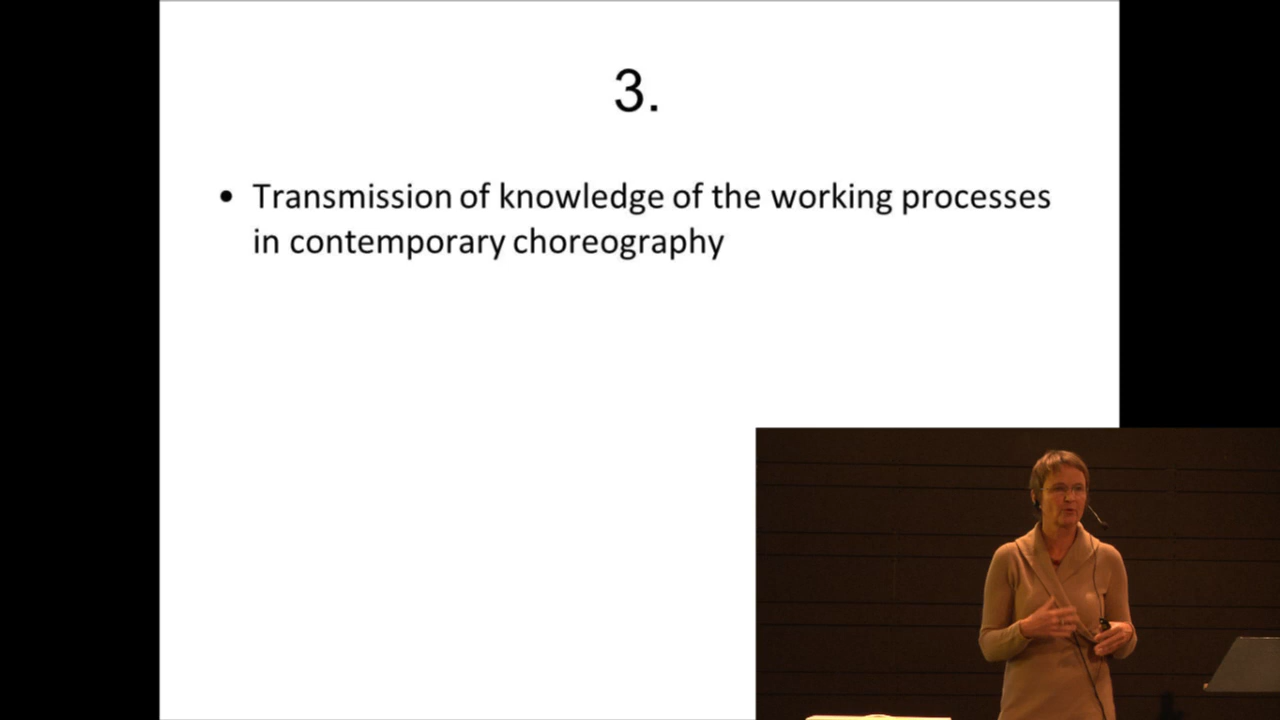 3.
• Transmission of knowledge of the working processes
in contemporary choreography